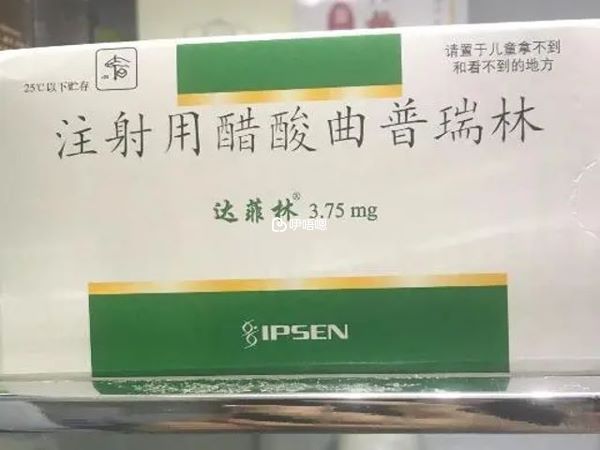 25℃以下贮存
请置于儿童拿不到
和看不到的地方
注射用醋酸曲普瑞林
达菲林® 3.75 mg
伊嘻嗯
IPSEN